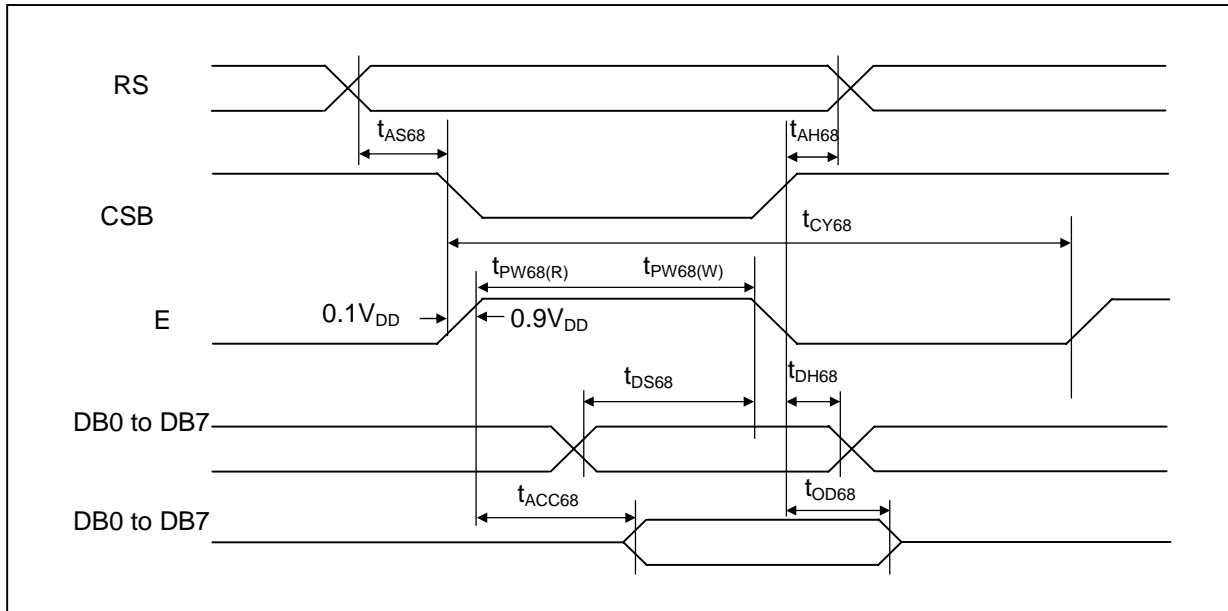 RS
tAS68
tAH68
CSB
tCY68
tPW68(R) tPW68(W)
E
0.1VDD
0.9VDD
tDS68
tDH68
DB0 to DB7
tACC68
tOD68
DB0 to DB7